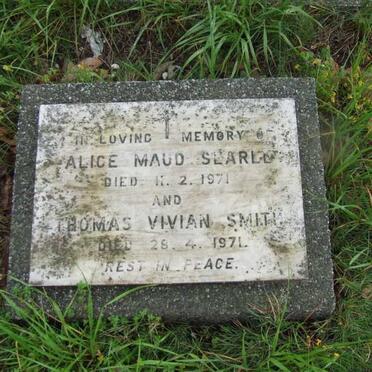 IN LOVING MEMORY OF
ALICE MAUD SEARLE
DIED 11.2.1971
AND
THOMAS VIVIAN SMITH
DIED 28.4.1971.
REST IN PEACE.